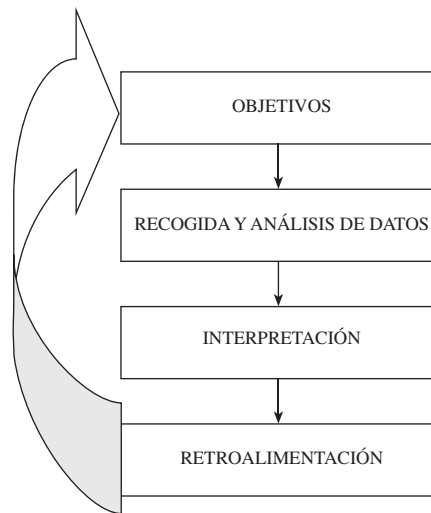 OBJETIVOS
RECOGIDA Y ANÁLISIS DE DATOS
INTERPRETACIÓN
RETROALIMENTACIÓN